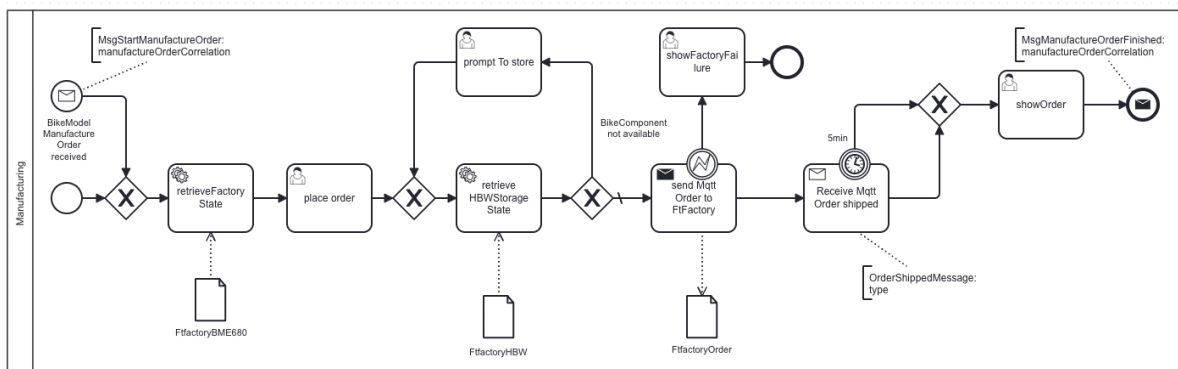 MsgStartManufactureOrder:
manufactureOrderCorrelation
MsgManufactureOrderFinished:
manufactureOrderCorrelation
prompt To store
showFactoryFai
lure
showOrder
BikeModel
Manufacture
Order
received
BikeComponent
not available
5min
Manufacturing
retrieveFactory
State
place order
retrieve
HBWStorage
State
send Mqtt
Order to
FtFactory
Receive Mqtt
Order shipped
OrderShippedMessage:
type
FtfactoryBME680
FtfactoryHBW
FtfactoryOrder